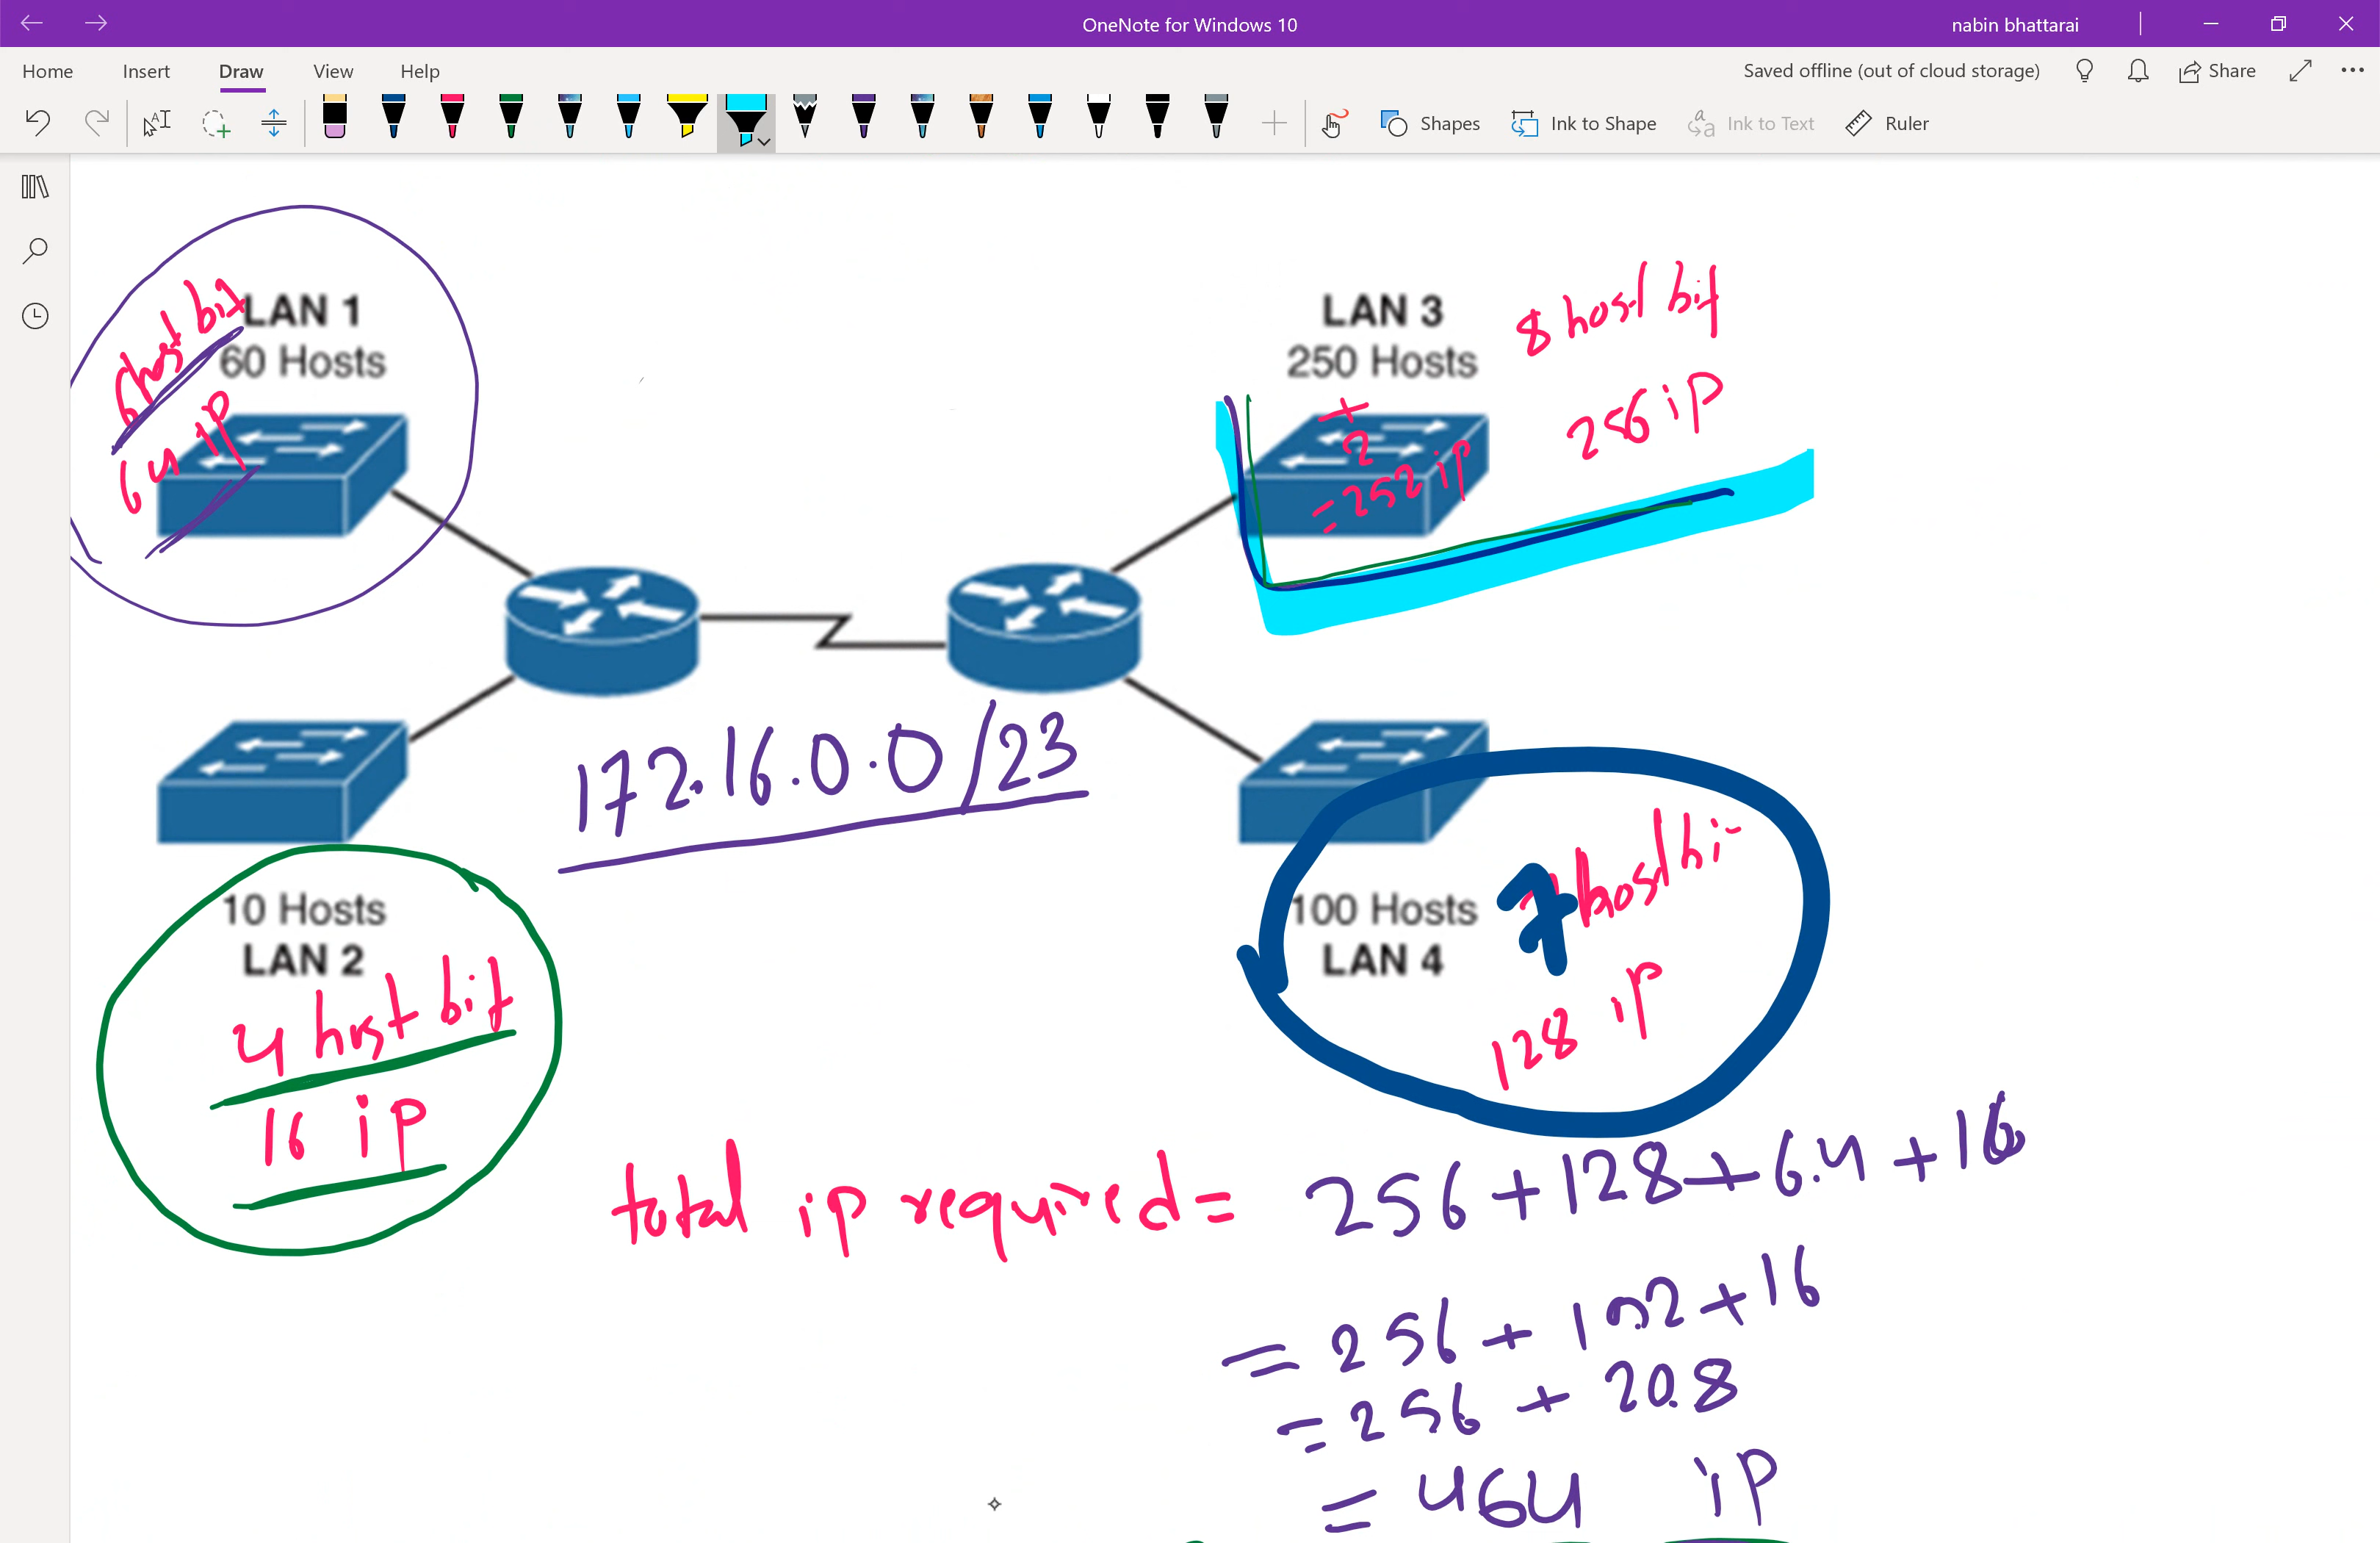 OneNote for Windows 10
nabin bhattarai
Home Insert Draw View Help
Saved offline (out of cloud storage)
Share
Shapes
Ink to Shape
Ink to Text
Ruler
6 host bit
LAN 1
60 Hosts
64 IP
LAN 3
250 Hosts
+
2
=252 ip
8 host bit
256 iP
172.16.0.0/23
10 Hosts
LAN 2
4 host bit
16 ip
100 Hosts
LAN 4
7 host bi
128 iP
total ip required = 256+128+64+16
= 256 + 192 + 16
= 256 + 208
= 464 iP